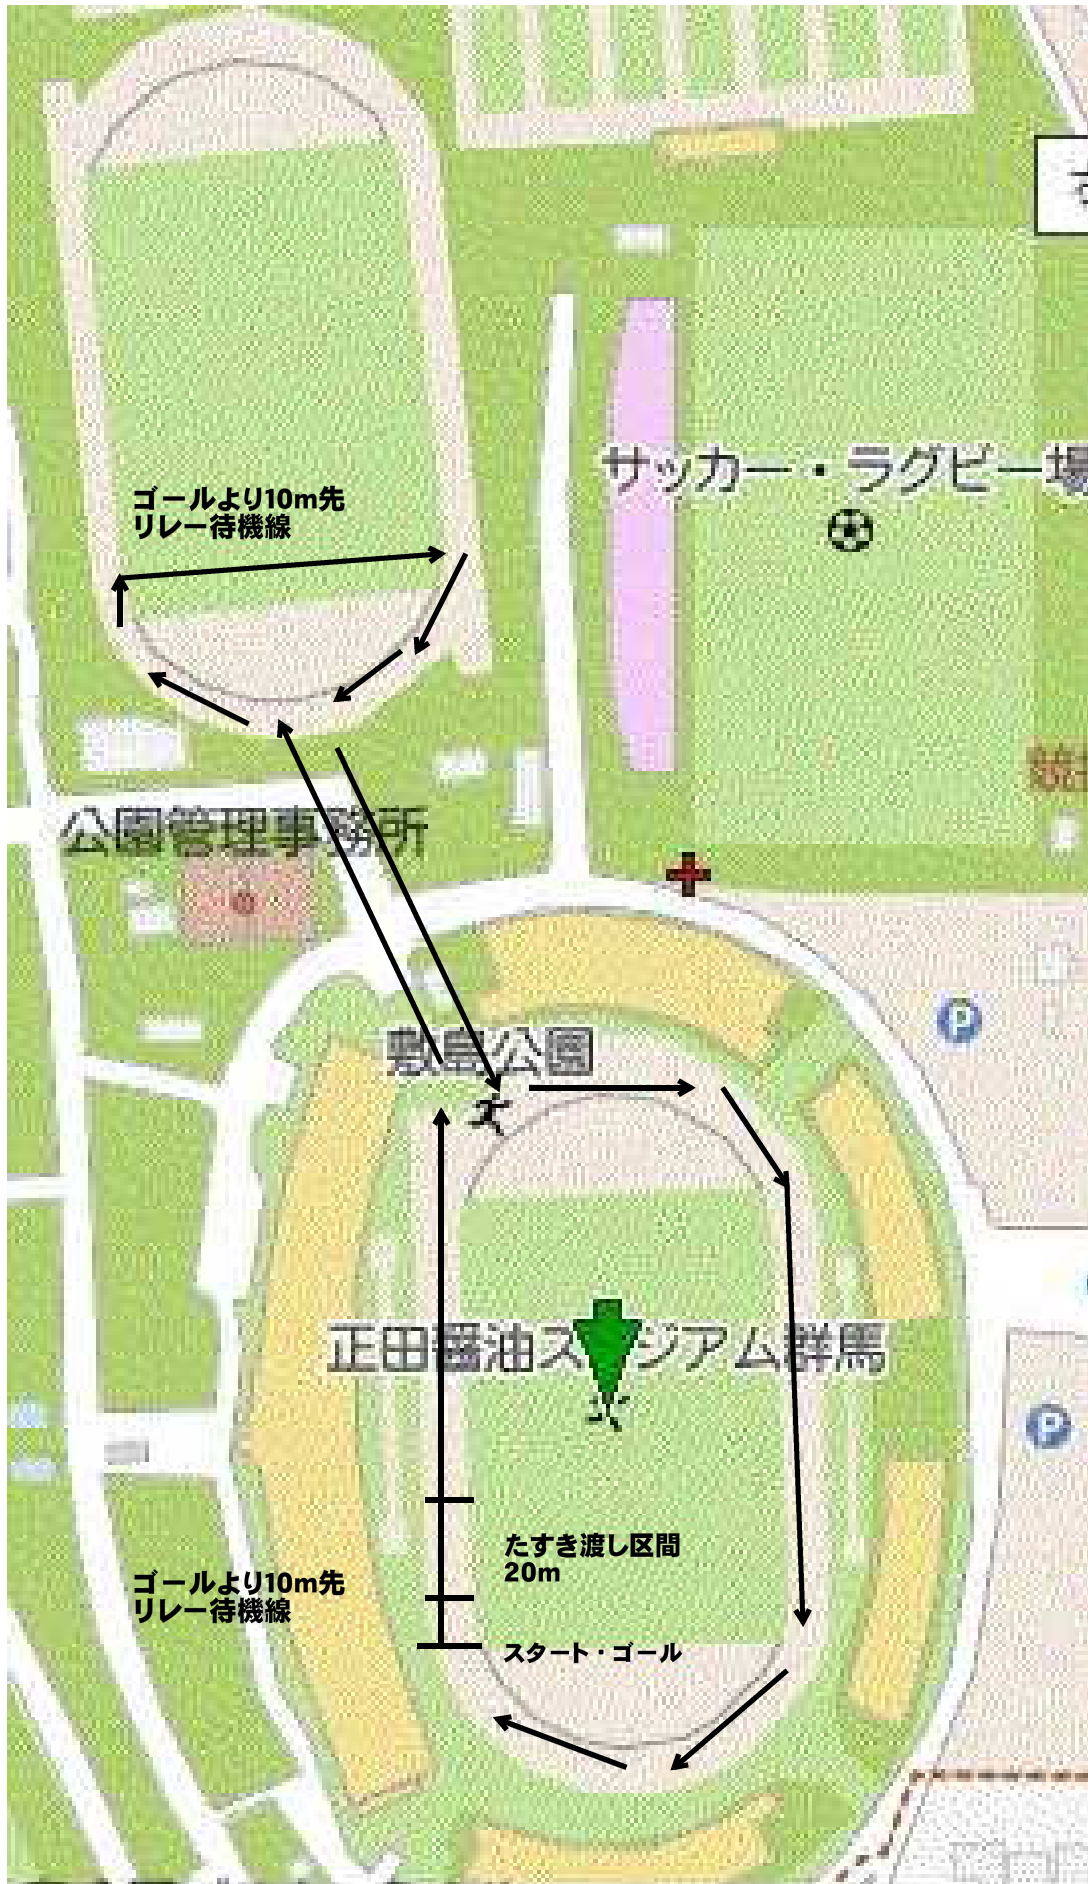 ゴールより10m先
リレー待機線
サッカー・ラグビー場
公園管理事務所
P
敷島公園
正田醤油スタジアム群馬
P
たすき渡し区間
20m
ゴールより10m先
リレー待機線
スタート・ゴール